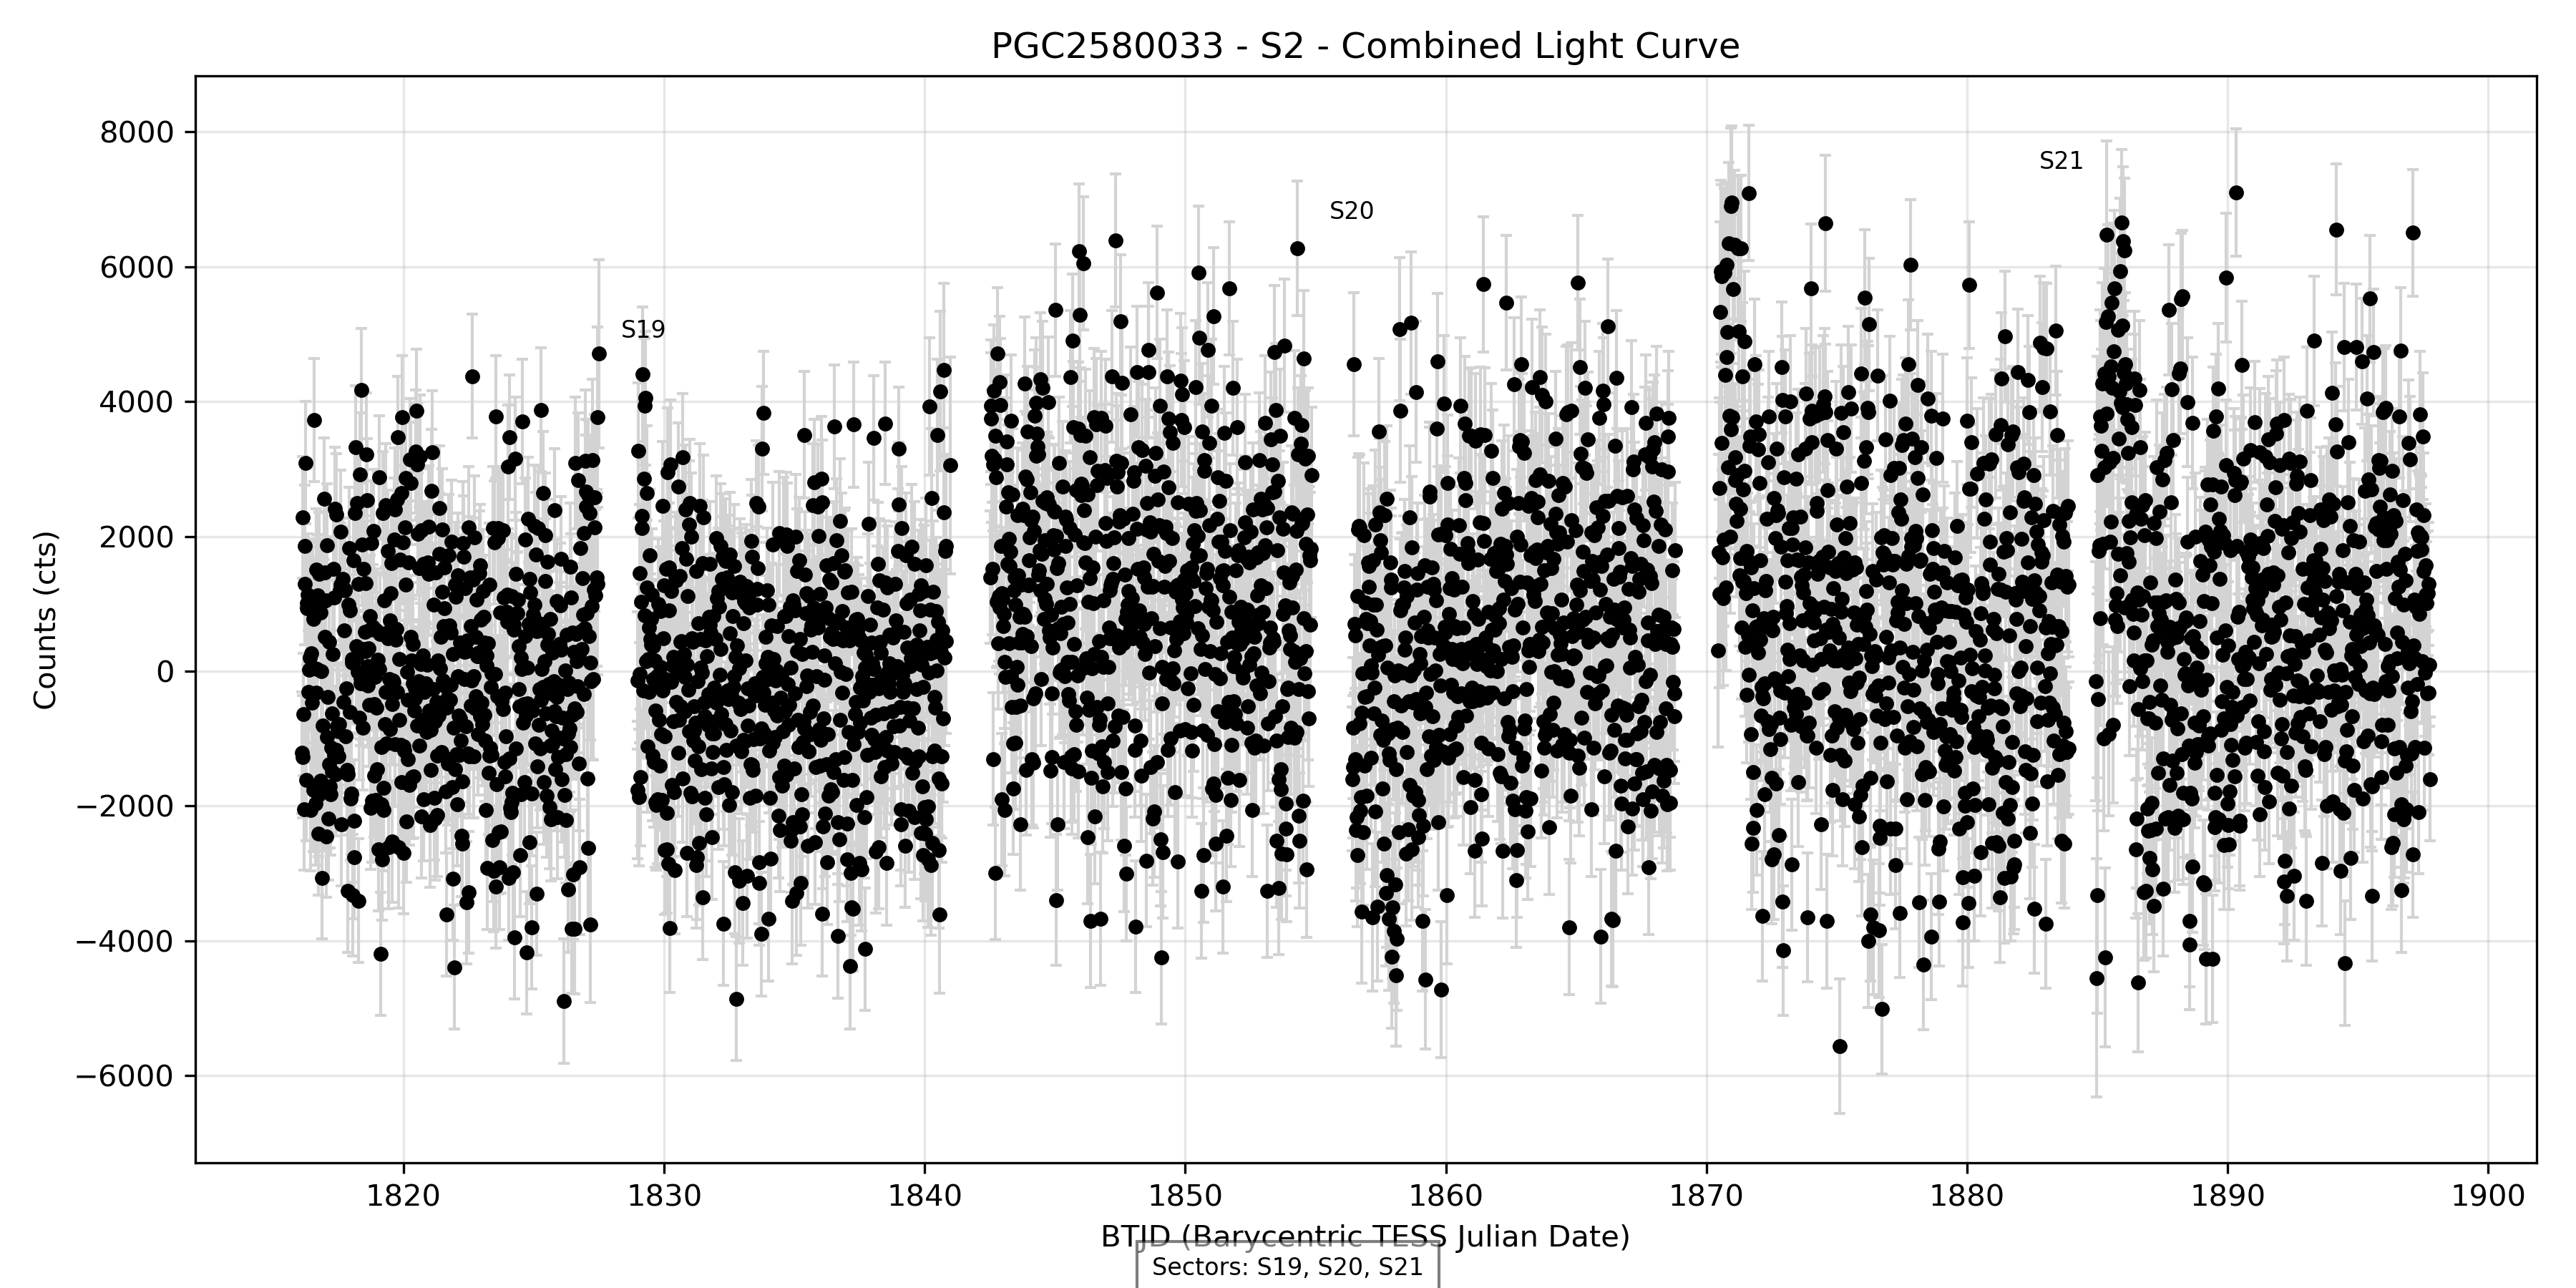 PGC2580033 - S2 - Combined Light Curve
8000
6000
4000
2000
0
−2000
−4000
−6000
Counts (cts)
S19
S20
S21
1820
1830
1840
1850
1860
1870
1880
1890
1900
BTJD (Barycentric TESS Julian Date)
Sectors: S19, S20, S21